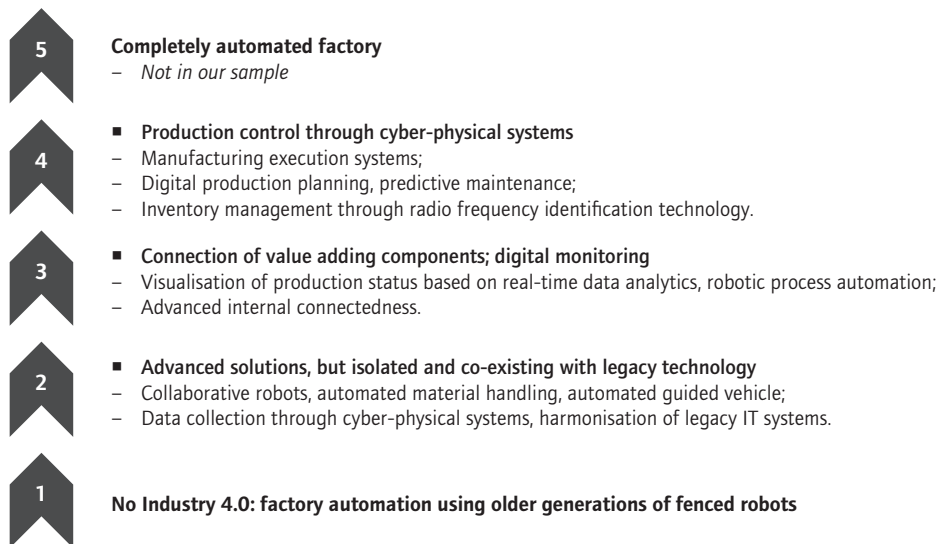 5
Completely automated factory
– Not in our sample
4
▪ Production control through cyber-physical systems
– Manufacturing execution systems;
– Digital production planning, predictive maintenance;
– Inventory management through radio frequency identification technology.
3
▪ Connection of value adding components; digital monitoring
– Visualisation of production status based on real-time data analytics, robotic process automation;
– Advanced internal connectedness.
2
▪ Advanced solutions, but isolated and co-existing with legacy technology
– Collaborative robots, automated material handling, automated guided vehicle;
– Data collection through cyber-physical systems, harmonisation of legacy IT systems.
1
No Industry 4.0: factory automation using older generations of fenced robots